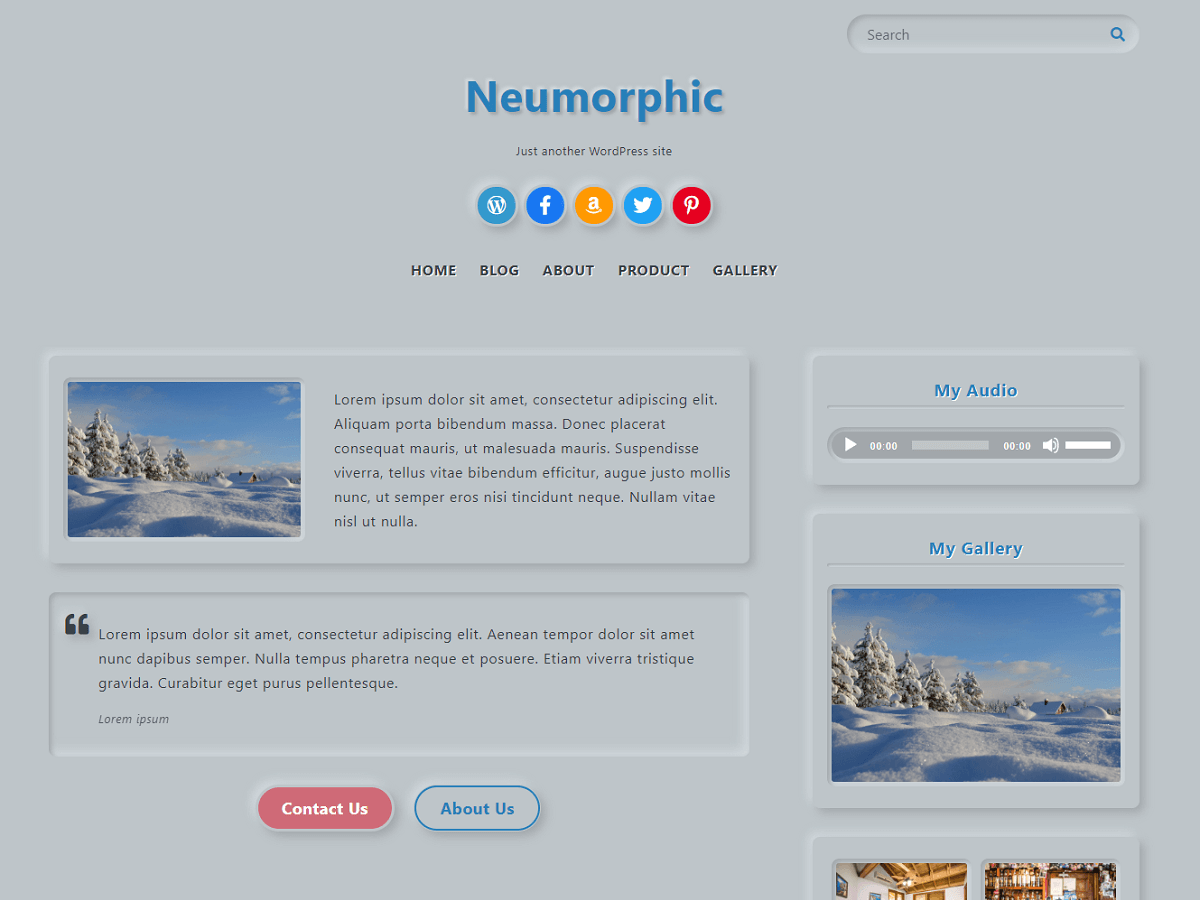 Search
Neumorphic
Just another WordPress site
HOME BLOG ABOUT PRODUCT GALLERY
Lorem ipsum dolor sit amet, consectetur adipiscing elit.
Aliquam porta bibendum massa. Donec placerat
consequat mauris, ut malesuada mauris. Suspendisse
viverra, tellus vitae bibendum efficitur, augue justo mollis
nunc, ut semper eros nisi tincidunt neque. Nullam vitae
nisl ut nulla.
Lorem ipsum dolor sit amet, consectetur adipiscing elit. Aenean tempor dolor sit amet
nunc dapibus semper. Nulla tempus pharetra neque et posuere. Etiam viverra tristique
gravida. Curabitur eget purus pellentesque.
Lorem ipsum
Contact Us About Us
My Audio
00:00 00:00
My Gallery